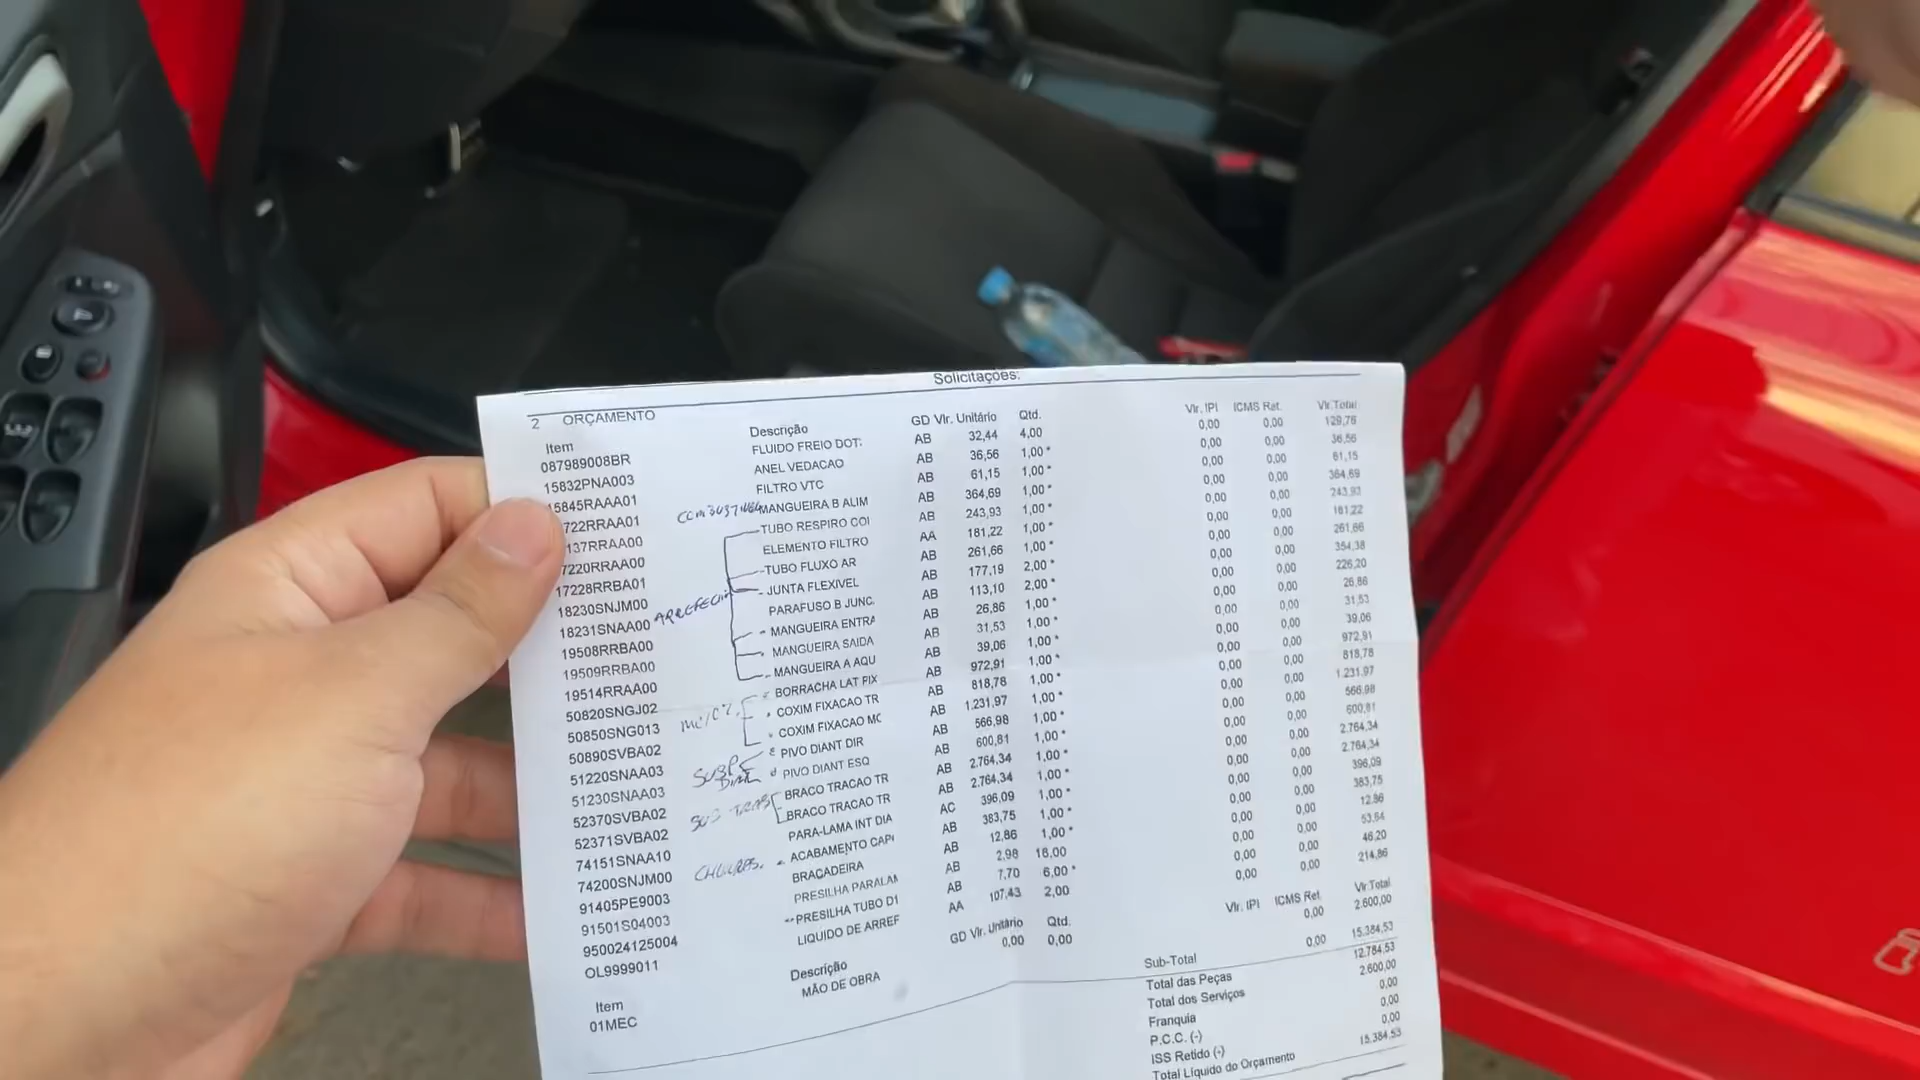 Solicitações:
2 ORÇAMENTO
Item Descrição GD Vlr. Unitário Qtd. Vlr. IPI ICMS Ret. Vlr.Total
087989008BR FLUIDO FREIO DOT: AB 32,44 4,00 0,00 0,00 129,76
15832PNA003 ANEL VEDACAO AB 36,56 1,00 * 0,00 0,00 36,56
15845RAAA01 FILTRO VTC AB 61,15 1,00 * 0,00 0,00 61,15
722RRAA01 MANGUEIRA B ALIM AB 364,69 1,00 * 0,00 0,00 364,69
137RRAA00 TUBO RESPIRO COI AB 243,93 1,00 * 0,00 0,00 243,93
7220RRAA00 ELEMENTO FILTRO AA 181,22 1,00 * 0,00 0,00 181,22
17228RRBA01 TUBO FLUXO AR AB 261,66 1,00 * 0,00 0,00 261,66
18230SNJM00 JUNTA FLEXIVEL AB 177,19 2,00 * 0,00 0,00 354,38
18231SNAA00 PARAFUSO B JUNC. AB 113,10 2,00 * 0,00 0,00 226,20
19508RRBA00 MANGUEIRA ENTRA AB 26,86 1,00 * 0,00 0,00 26,86
19509RRBA00 MANGUEIRA SAIDA AB 31,53 1,00 * 0,00 0,00 31,53
19514RRAA00 MANGUEIRA A AQU AB 39,06 1,00 * 0,00 0,00 39,06
50820SNGJ02 BORRACHA LAT FIX AB 972,91 1,00 * 0,00 0,00 972,91
50850SNG013 COXIM FIXACAO TR AB 818,78 1,00 * 0,00 0,00 818,78
50890SVBA02 COXIM FIXACAO MC AB 1.231,97 1,00 * 0,00 0,00 1.231,97
51220SNAA03 PIVO DIANT DIR AB 566,98 1,00 * 0,00 0,00 566,98
51230SNAA03 PIVO DIANT ESQ AB 600,81 1,00 * 0,00 0,00 600,81
52370SVBA02 BRACO TRACAO TR AB 2.764,34 1,00 * 0,00 0,00 2.764,34
52371SVBA02 BRACO TRACAO TR AB 2.764,34 1,00 * 0,00 0,00 2.764,34
74151SNAA10 PARA-LAMA INT DIA AC 396,09 1,00 * 0,00 0,00 396,09
74200SNJM00 ACABAMENTO CAPI AB 383,75 1,00 * 0,00 0,00 383,75
91405PE9003 BRACADEIRA AB 12,86 1,00 * 0,00 0,00 12,86
91501S04003 PRESILHA PARALAM AB 2,98 18,00 0,00 0,00 53,64
950024125004 PRESILHA TUBO D1 AB 7,70 6,00 * 0,00 0,00 46,20
OL9999011 LIQUIDO DE ARREF AA 107,43 2,00 0,00 0,00 214,86
Item Descrição GD Vlr. Unitário Qtd. Vlr. IPI ICMS Ret. Vlr.Total
01MEC MÃO DE OBRA 0,00 0,00 0,00 0,00 2.600,00
Sub-Total 15.384,53
Total das Peças 12.784,53
Total dos Serviços 2.600,00
Franquia 0,00
P.C.C. (-) 0,00
ISS Retido (-) 0,00
Total Líquido do Orçamento 15.384,53